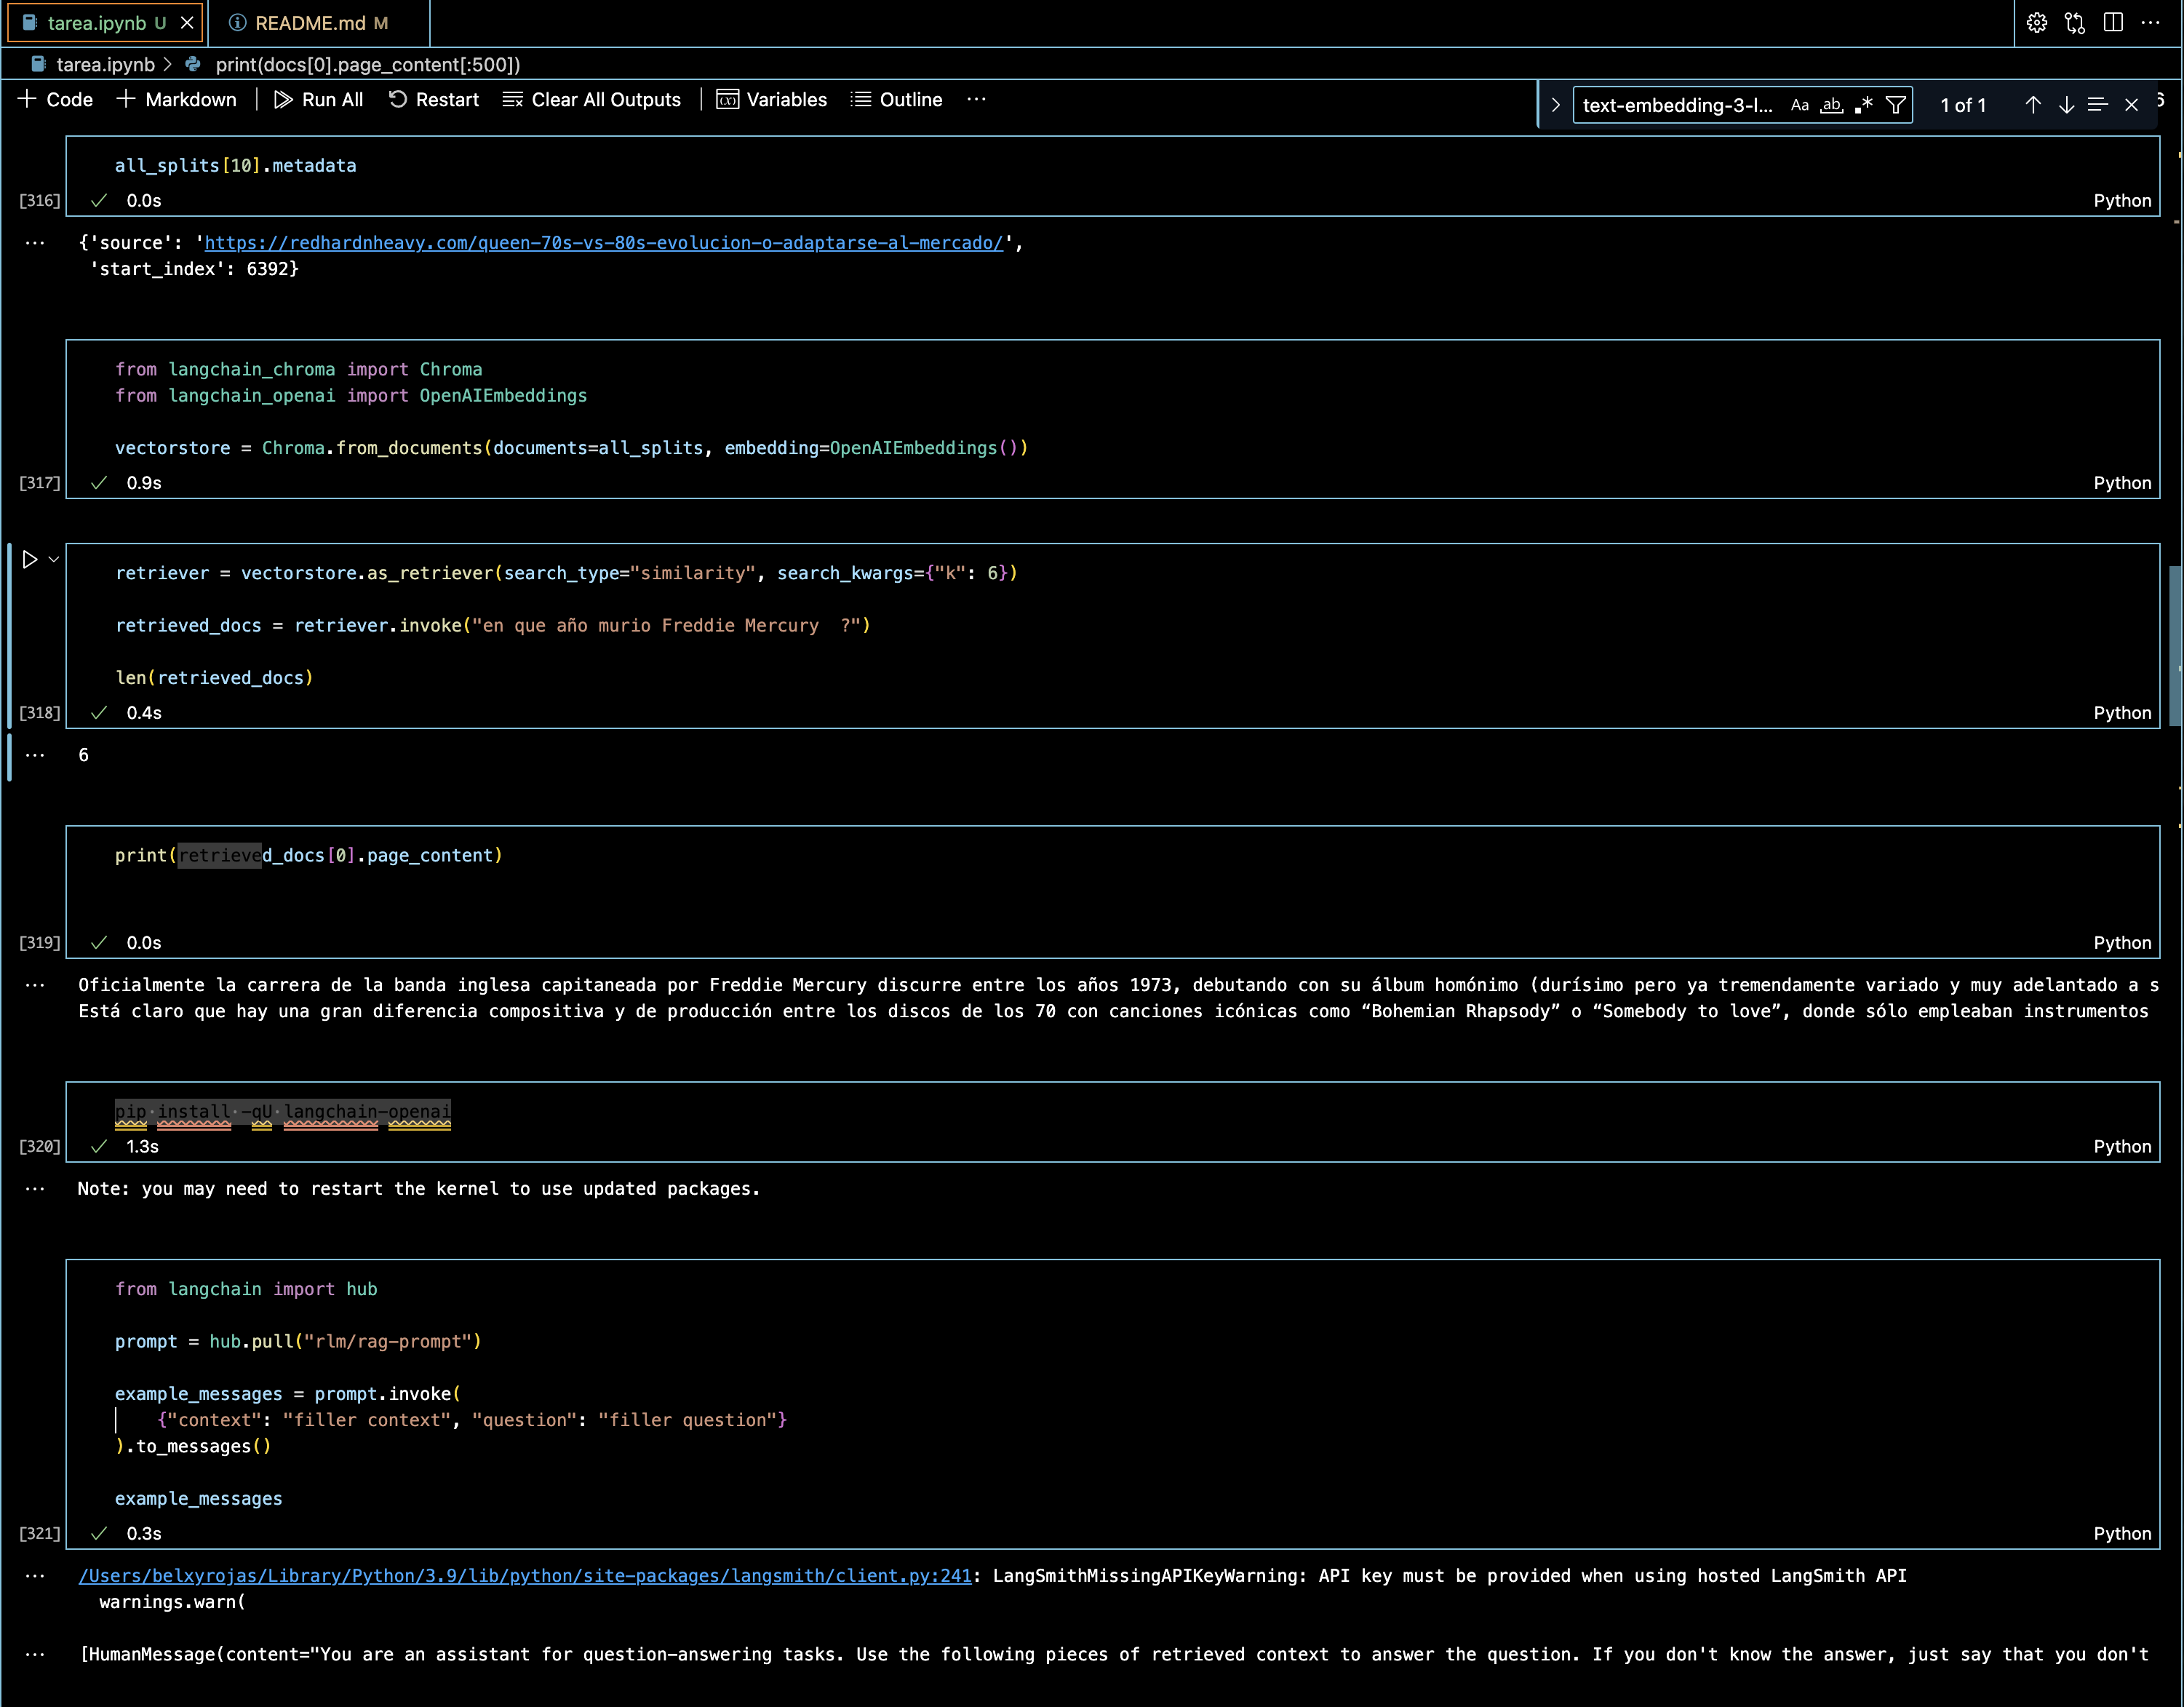 tarea.ipynb U
README.md M
tarea.ipynb > print(docs[0].page_content[:500])
+ Code + Markdown | Run All Restart Clear All Outputs | Variables Outline ...
text-embedding-3-l... Aa ab 1 of 1
6
all_splits[10].metadata
[316] 0.0s Python
{'source': 'https://redhardnheavy.com/queen-70s-vs-80s-evolucion-o-adaptarse-al-mercado/',
'start_index': 6392}
from langchain_chroma import Chroma
from langchain_openai import OpenAIEmbeddings
vectorstore = Chroma.from_documents(documents=all_splits, embedding=OpenAIEmbeddings())
[317] 0.9s Python
retriever = vectorstore.as_retriever(search_type="similarity", search_kwargs={"k": 6})
retrieved_docs = retriever.invoke("en que año murio Freddie Mercury  ?")
len(retrieved_docs)
[318] 0.4s Python
6
print(retrieved_docs[0].page_content)
[319] 0.0s Python
Oficialmente la carrera de la banda inglesa capitaneada por Freddie Mercury discurre entre los años 1973, debutando con su álbum homónimo (durísimo pero ya tremendamente variado y muy adelantado a s
Está claro que hay una gran diferencia compositiva y de producción entre los discos de los 70 con canciones icónicas como “Bohemian Rhapsody” o “Somebody to love”, donde sólo empleaban instrumentos
pip install -qU langchain-openai
[320] 1.3s Python
Note: you may need to restart the kernel to use updated packages.
from langchain import hub
prompt = hub.pull("rlm/rag-prompt")
example_messages = prompt.invoke(
{"context": "filler context", "question": "filler question"}
).to_messages()
example_messages
[321] 0.3s Python
/Users/belxyrojas/Library/Python/3.9/lib/python/site-packages/langsmith/client.py:241: LangSmithMissingAPIKeyWarning: API key must be provided when using hosted LangSmith API
warnings.warn(
[HumanMessage(content="You are an assistant for question-answering tasks. Use the following pieces of retrieved context to answer the question. If you don't know the answer, just say that you don't